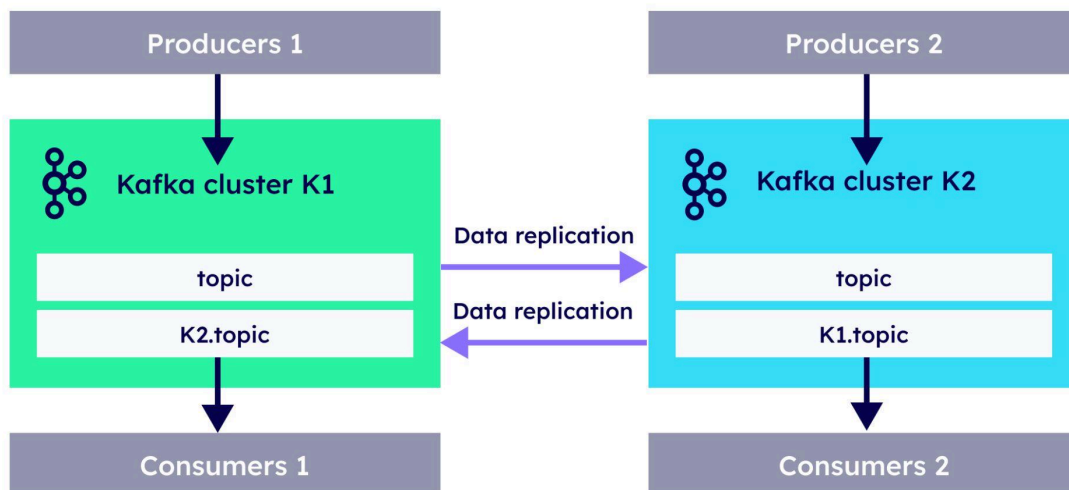 Producers 1
Producers 2
Kafka cluster K1
Kafka cluster K2
Data replication
topic
topic
Data replication
K2.topic
K1.topic
Consumers 1
Consumers 2